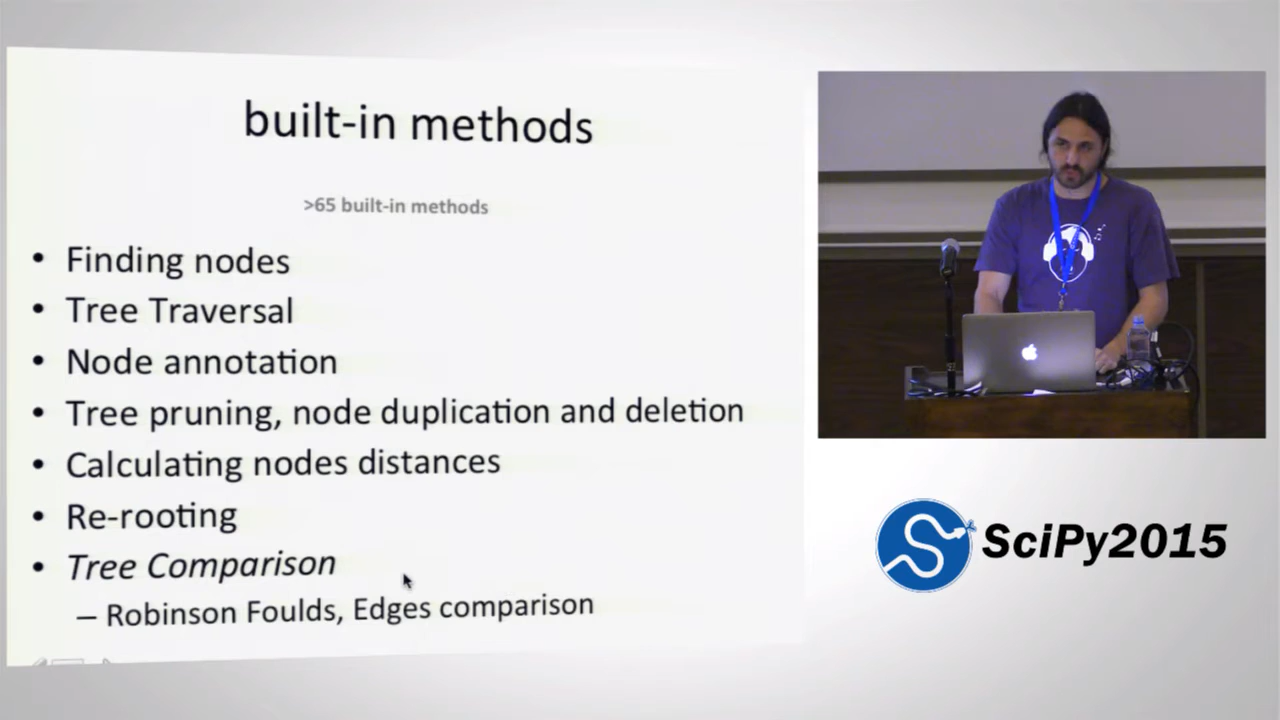 built-in methods
>65 built-in methods
• Finding nodes
• Tree Traversal
• Node annotation
• Tree pruning, node duplication and deletion
• Calculating nodes distances
• Re-rooting
• Tree Comparison
– Robinson Foulds, Edges comparison
SciPy2015